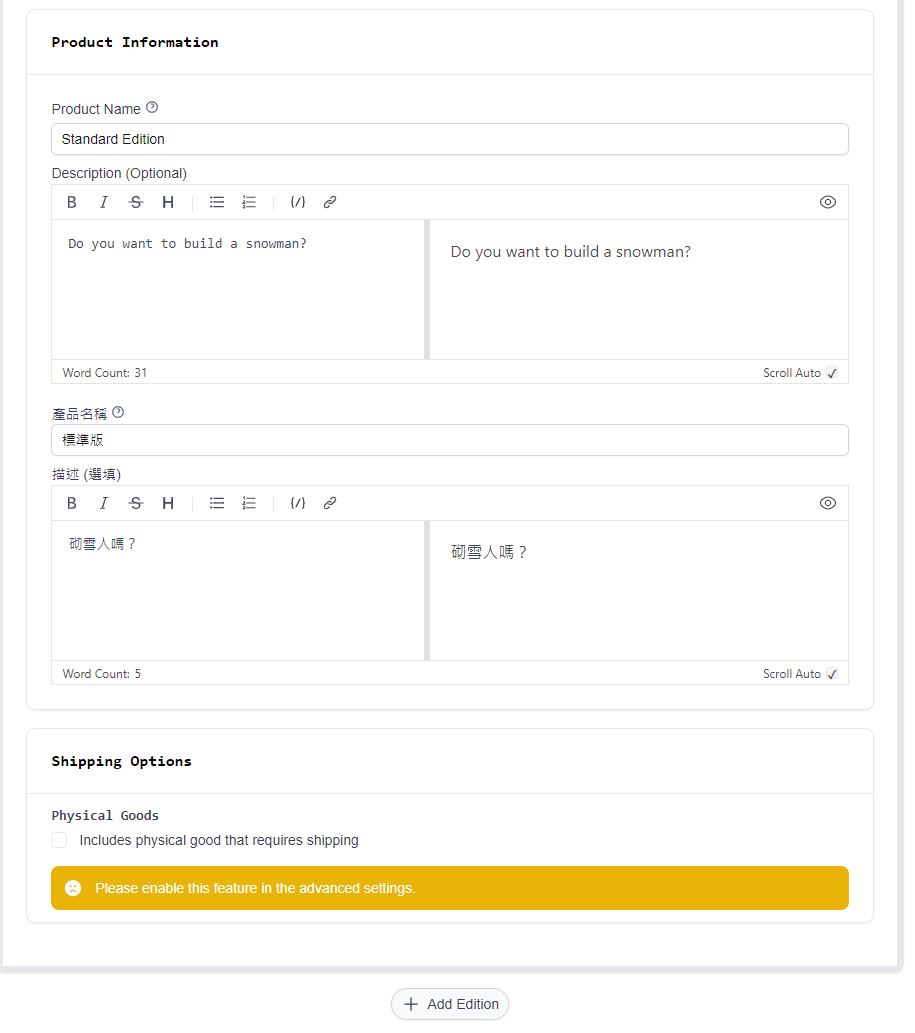 Product Information
Product Name
Standard Edition
Description (Optional)
B I S H
Do you want to build a snowman?
Do you want to build a snowman?
Word Count: 31 Scroll Auto
產品名稱
標準版
描述 (選填)
B I S H
砌雪人嗎？
砌雪人嗎？
Word Count: 5 Scroll Auto
Shipping Options
Physical Goods
Includes physical good that requires shipping
Please enable this feature in the advanced settings.
Add Edition